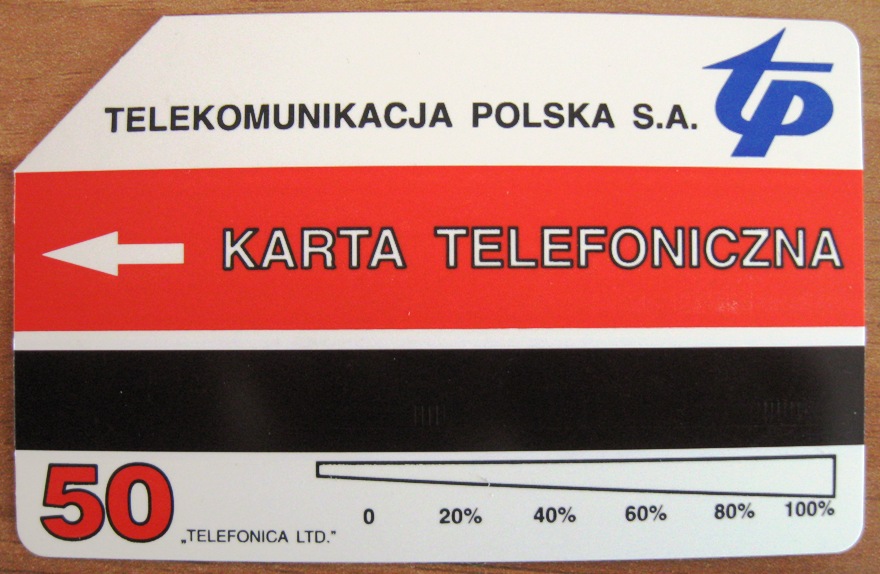 TELEKOMUNIKACJA POLSKA S.A. tp
KARTA TELEFONICZNA
50 „TELEFONICA LTD.” 0 20% 40% 60% 80% 100%